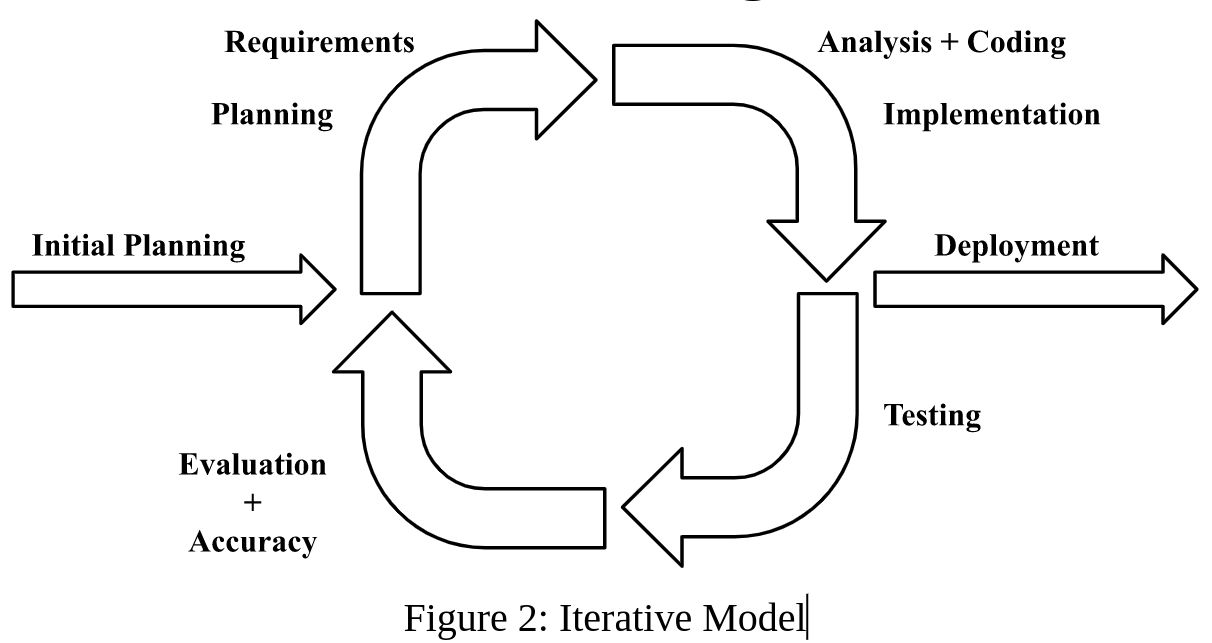 Requirements
Analysis + Coding
Planning
Implementation
Initial Planning
Deployment
Testing
Evaluation
+
Accuracy
Figure 2: Iterative Model